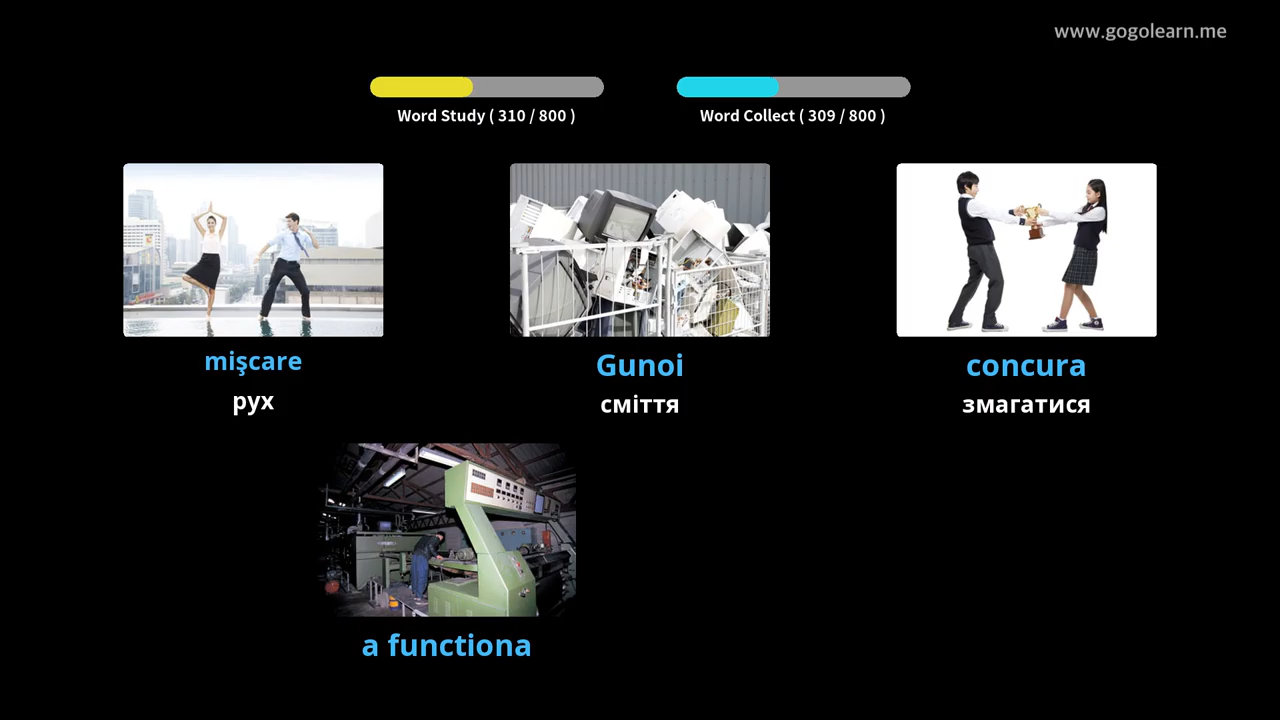 www.gogolearn.me
Word Study ( 310 / 800 )
Word Collect ( 309 / 800 )
mişcare
рух
Gunoi
сміття
concura
змагатися
a functiona